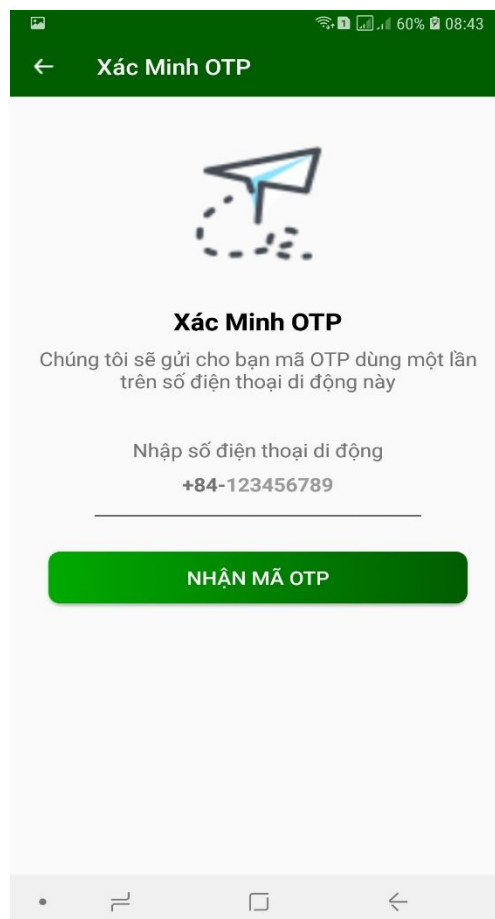 1 60% 08:43
Xác Minh OTP
Xác Minh OTP
Chúng tôi sẽ gửi cho bạn mã OTP dùng một lần
trên số điện thoại di động này
Nhập số điện thoại di động
+84-123456789
NHẬN MÃ OTP